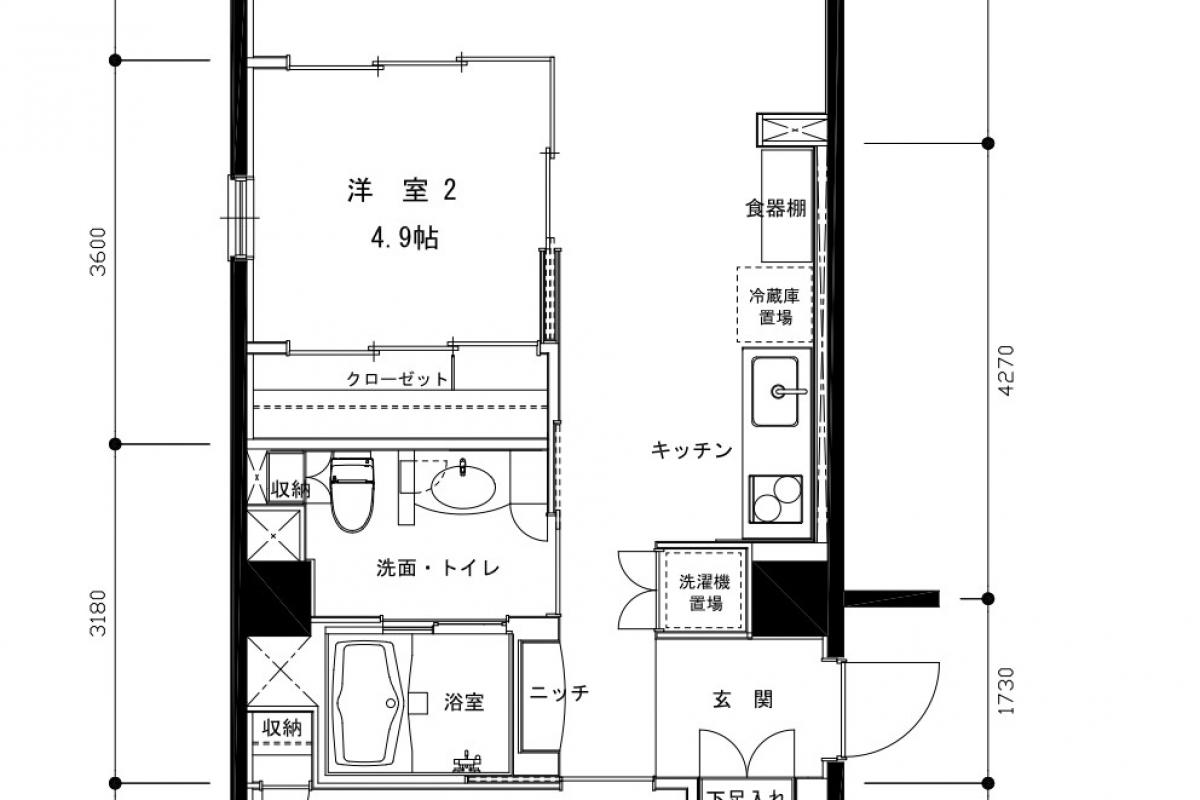 洋 室 2
4.9帖
食器棚
冷蔵庫
置場
3600
4270
クローゼット
キッチン
収納
洗面・トイレ
洗濯機
置場
3180
浴室
ニッチ
玄 関
1730
収納
下足入れ